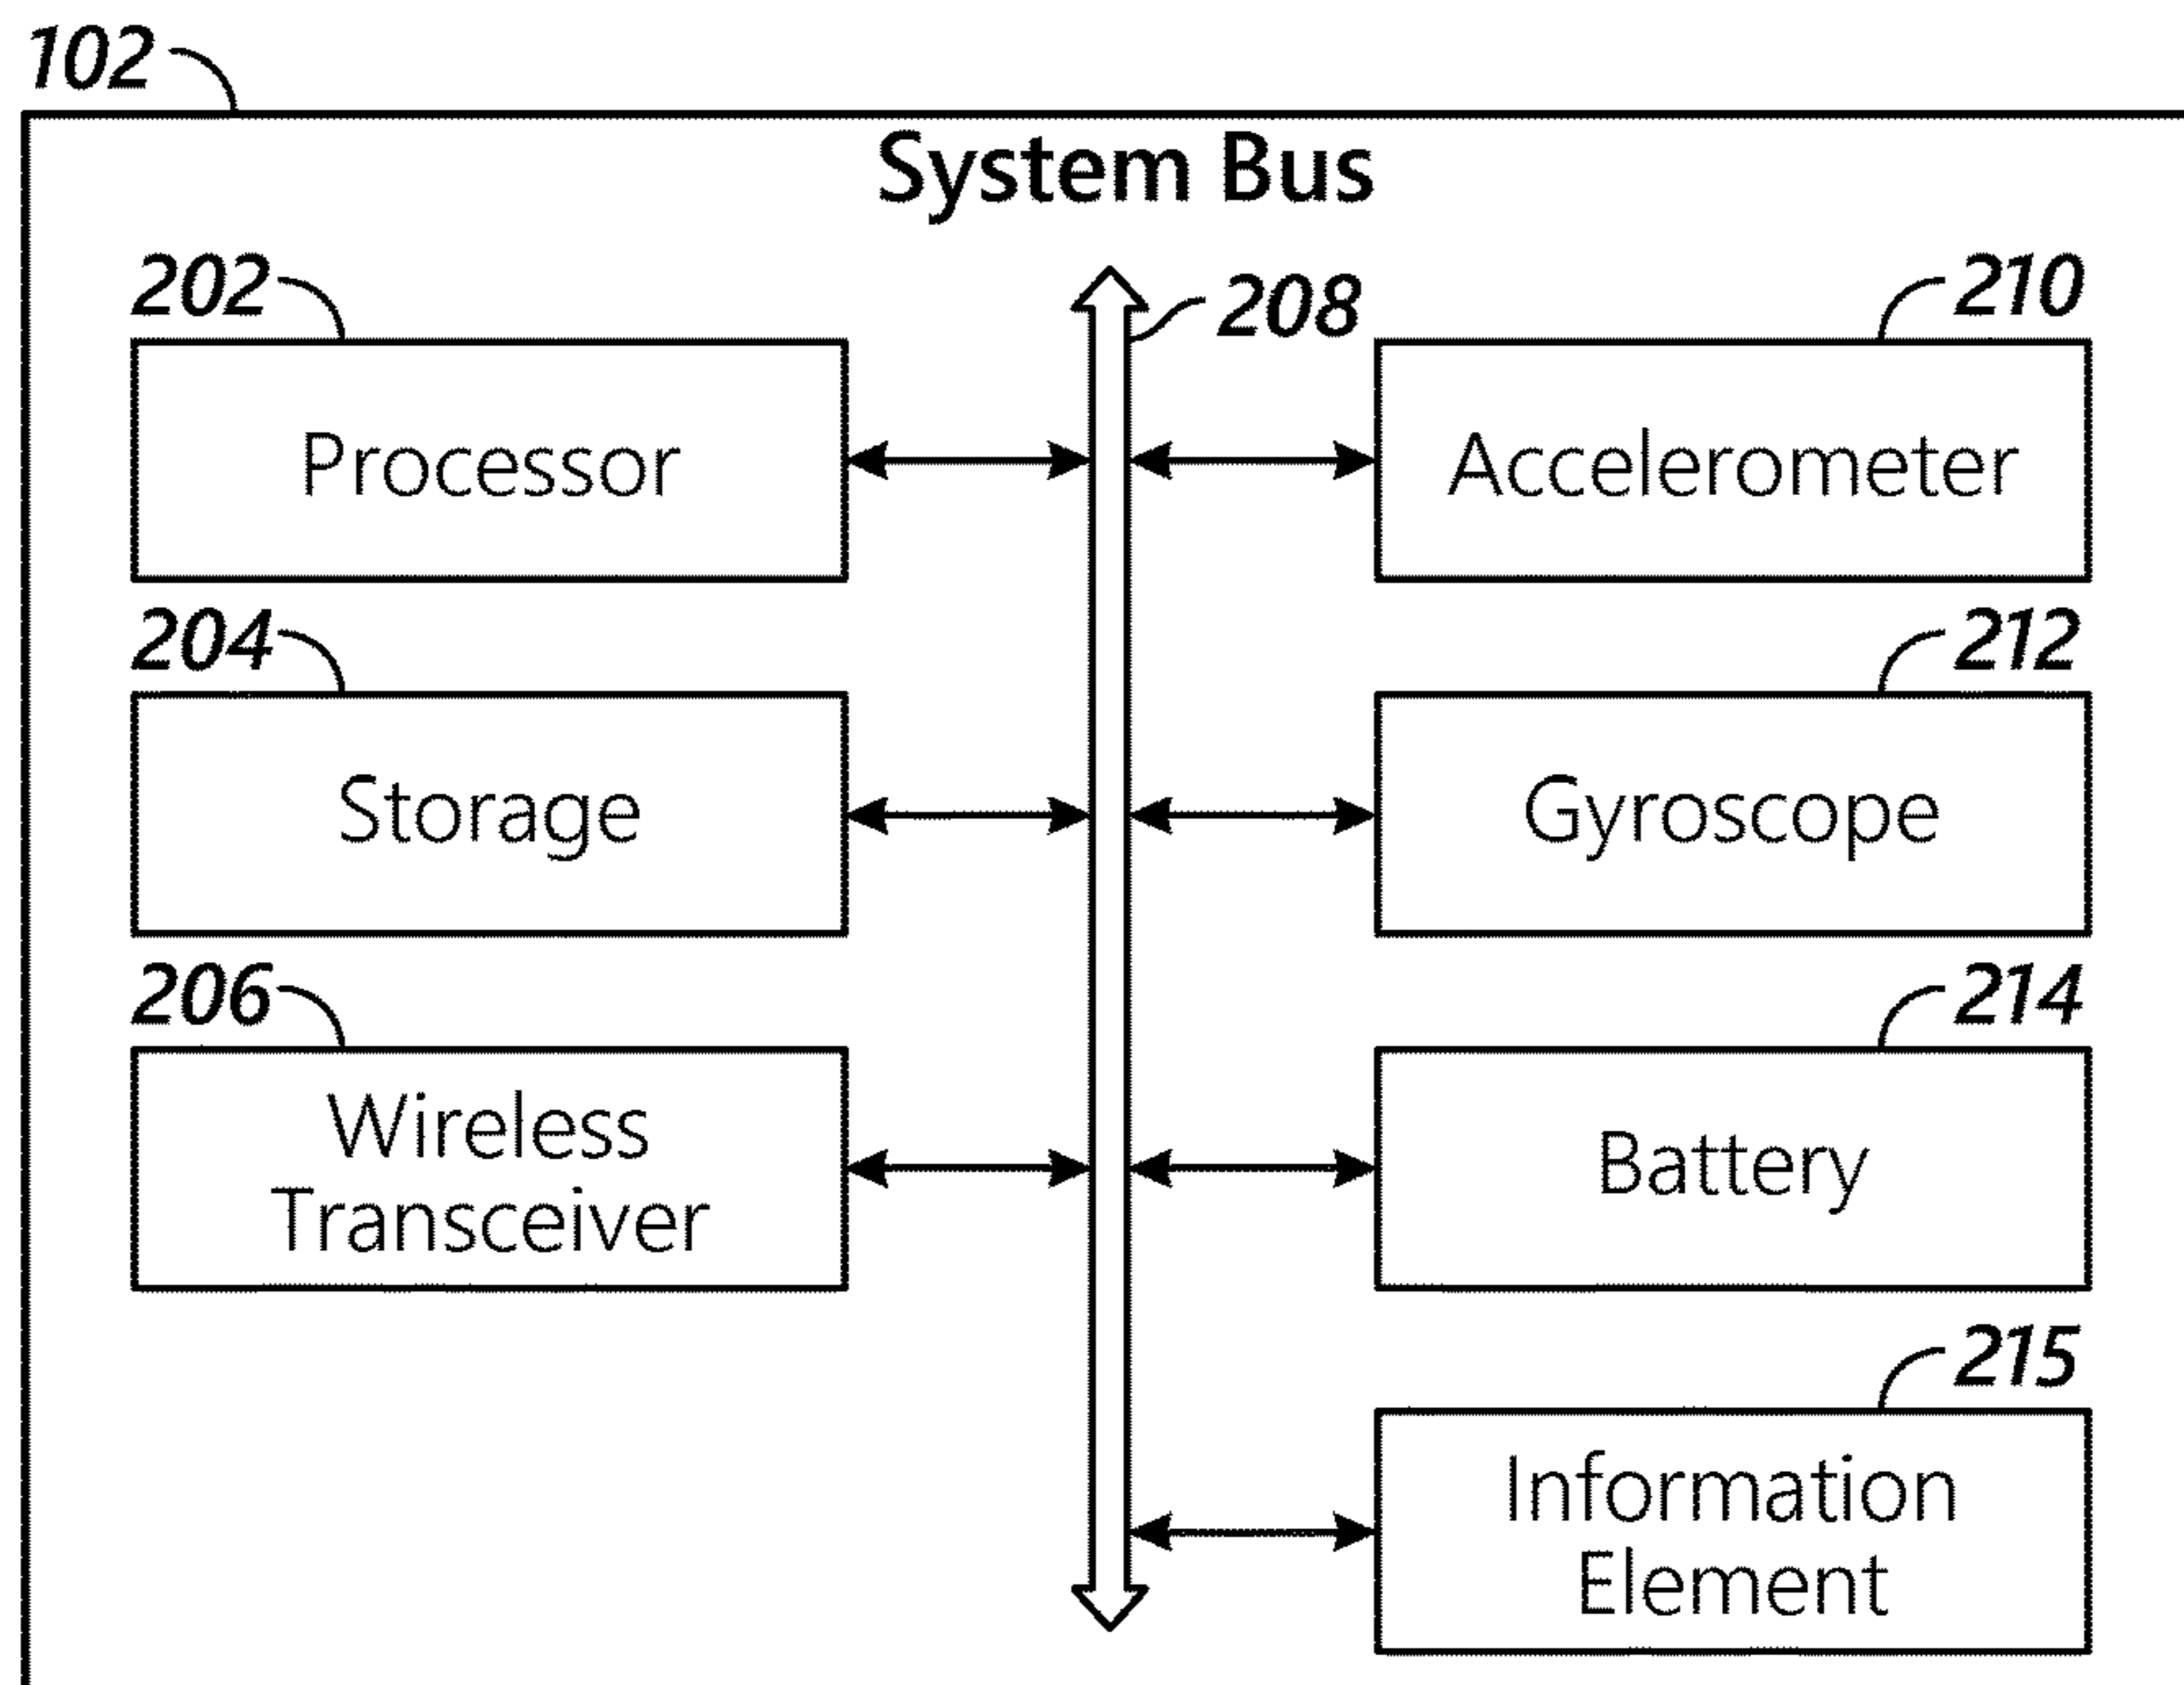 102
System Bus
202
208
210
Processor
Accelerometer
204
212
Storage
Gyroscope
206
214
Wireless
Transceiver
Battery
215
Information
Element